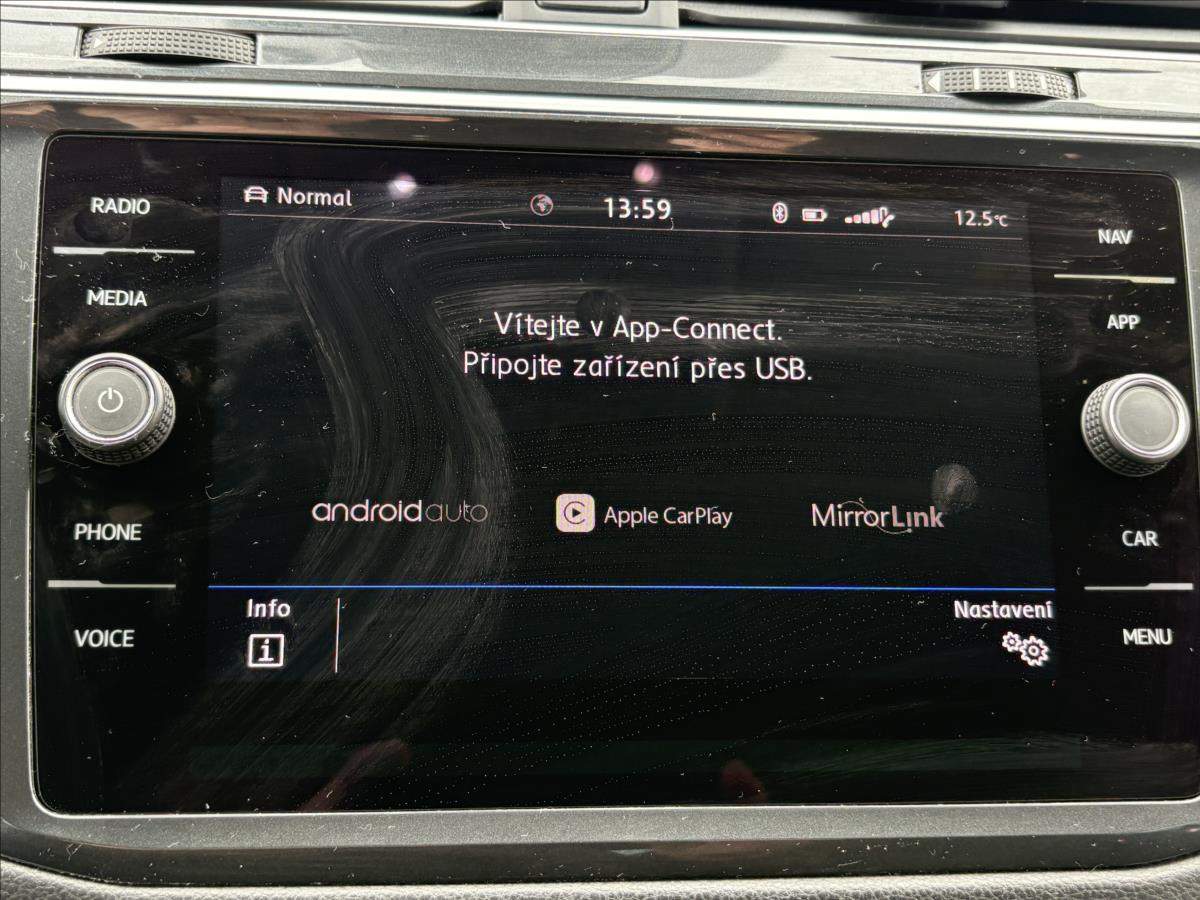 RADIO
MEDIA
PHONE
VOICE
Normal
13:59
12.5°C
Vítejte v App-Connect.
Připojte zařízení přes USB.
androidauto
Apple CarPlay
MirrorLink
Info
i
Nastavení
NAV
APP
CAR
MENU